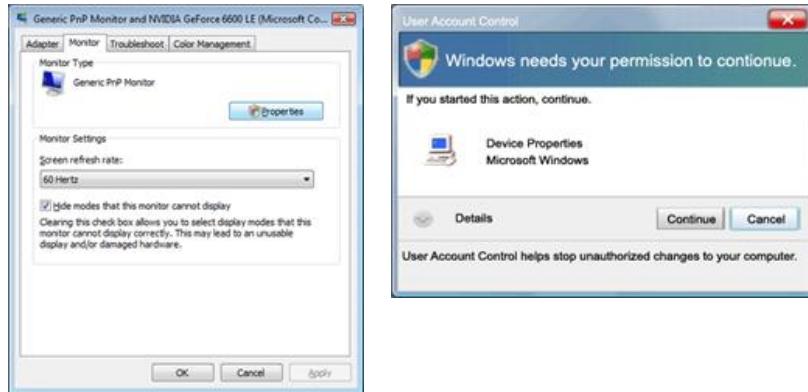 Generic PnP Monitor and NVIDIA GeForce 6600 LE (Microsoft Co...
Adapter Monitor Troubleshoot Color Management
Monitor Type
Generic PnP Monitor
Properties
Monitor Settings
Screen refresh rate:
60 Hertz
Hide modes that this monitor cannot display
Clearing this check box allows you to select display modes that this
monitor cannot display correctly. This may lead to an unusable
display and/or damaged hardware.
OK Cancel Apply
User Account Control
Windows needs your permission to contionue.
If you started this action, continue.
Device Properties
Microsoft Windows
Details Continue Cancel
User Account Control helps stop unauthorized changes to your computer.